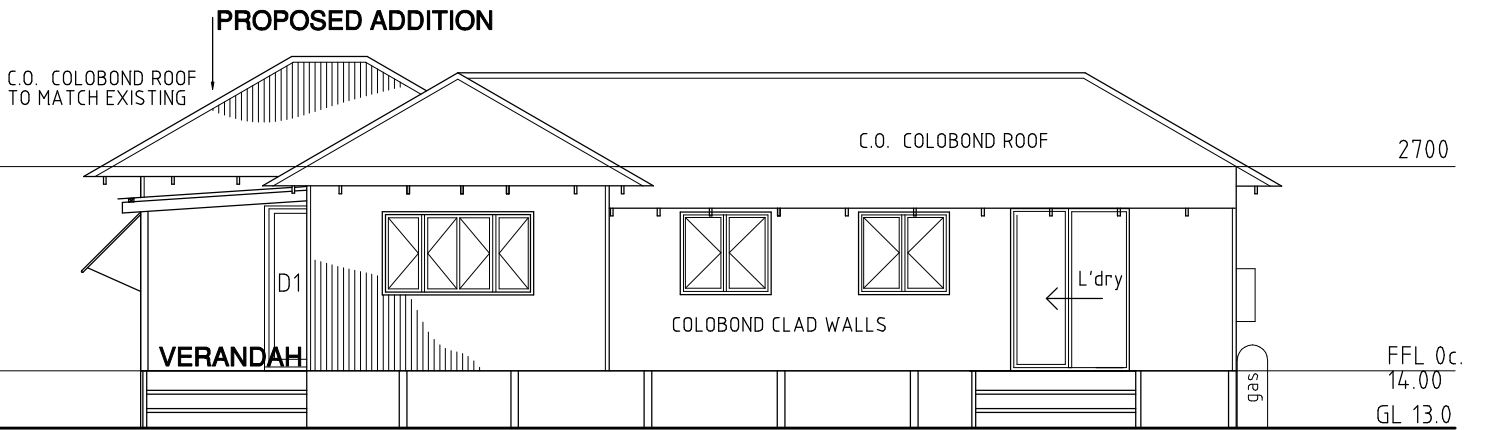 PROPOSED ADDITION
C.O. COLOBOND ROOF
TO MATCH EXISTING
C.O. COLOBOND ROOF
2700
D1
L'dry
COLOBOND CLAD WALLS
VERANDAH
FFL 0c.
14.00
gas
GL 13.0